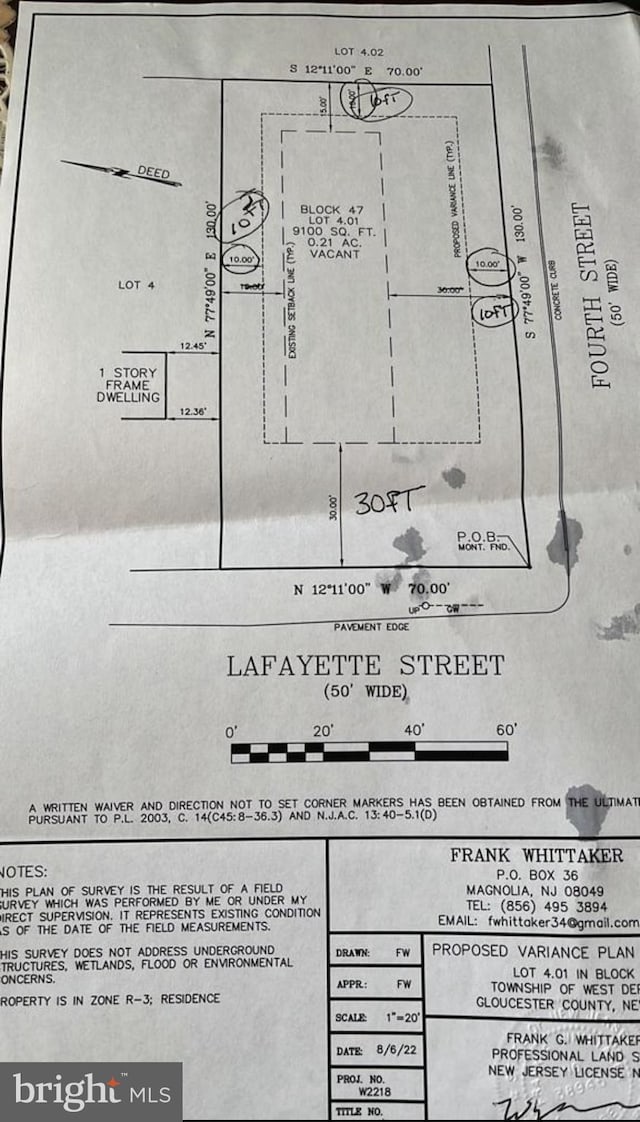 LOT 4.02
S 12°11'00" E 70.00'
15.00'
10.00'
10FT
DEED
BLOCK 47
LOT 4.01
9100 SQ. FT.
0.21 AC.
VACANT
N 77°49'00" E 130.00'
10FT
10.00'
EXISTING SETBACK LINE (TYP.)
PROPOSED VARIANCE LINE (TYP.)
10.00'
30.00'
10FT
S 77°49'00" W 130.00'
CONCRETE CURB
FOURTH STREET
(50' WIDE)
LOT 4
12.45'
1 STORY
FRAME
DWELLING
12.36'
30.00'
30FT
P.O.B.
MONT. FND.
N 12°11'00" W 70.00'
UP
GW
PAVEMENT EDGE
LAFAYETTE STREET
(50' WIDE)
0' 20' 40' 60'
A WRITTEN WAIVER AND DIRECTION NOT TO SET CORNER MARKERS HAS BEEN OBTAINED FROM THE ULTIMATE
PURSUANT TO P.L. 2003, C. 14(C45:8-36.3) AND N.J.A.C. 13:40-5.1(D)
NOTES:
THIS PLAN OF SURVEY IS THE RESULT OF A FIELD
SURVEY WHICH WAS PERFORMED BY ME OR UNDER MY
DIRECT SUPERVISION. IT REPRESENTS EXISTING CONDITION
AS OF THE DATE OF THE FIELD MEASUREMENTS.
THIS SURVEY DOES NOT ADDRESS UNDERGROUND
STRUCTURES, WETLANDS, FLOOD OR ENVIRONMENTAL
CONCERNS.
PROPERTY IS IN ZONE R-3; RESIDENCE
FRANK WHITTAKER
P.O. BOX 36
MAGNOLIA, NJ 08049
TEL: (856) 495 3894
EMAIL: fwhittaker34@gmail.com
DRAWN: FW
APPR.: FW
SCALE: 1"=20'
DATE: 8/6/22
PROJ. NO.
W2218
TITLE NO.
PROPOSED VARIANCE PLAN
LOT 4.01 IN BLOCK
TOWNSHIP OF WEST DEP
GLOUCESTER COUNTY, NE
FRANK G. WHITTAKER
PROFESSIONAL LAND S
NEW JERSEY LICENSE N
bright MLS